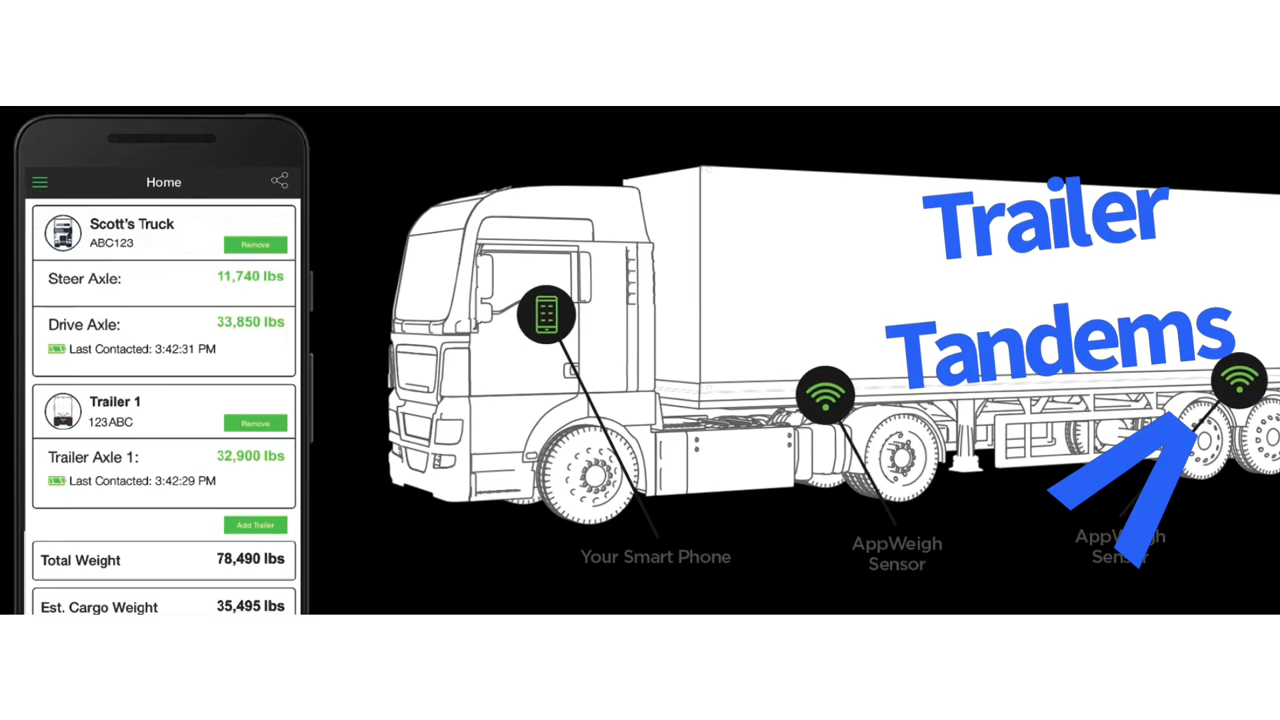 Home
Scott's Truck
ABC123
Remove
Steer Axle:
11,740 lbs
Drive Axle:
33,850 lbs
Last Contacted: 3:42:31 PM
Trailer 1
123ABC
Remove
Trailer Axle 1:
32,900 lbs
Last Contacted: 3:42:29 PM
Add Trailer
Total Weight
78,490 lbs
Est. Cargo Weight
35,495 lbs
Trailer
Tandems
Your Smart Phone
AppWeigh
Sensor
AppWeigh
Sensor